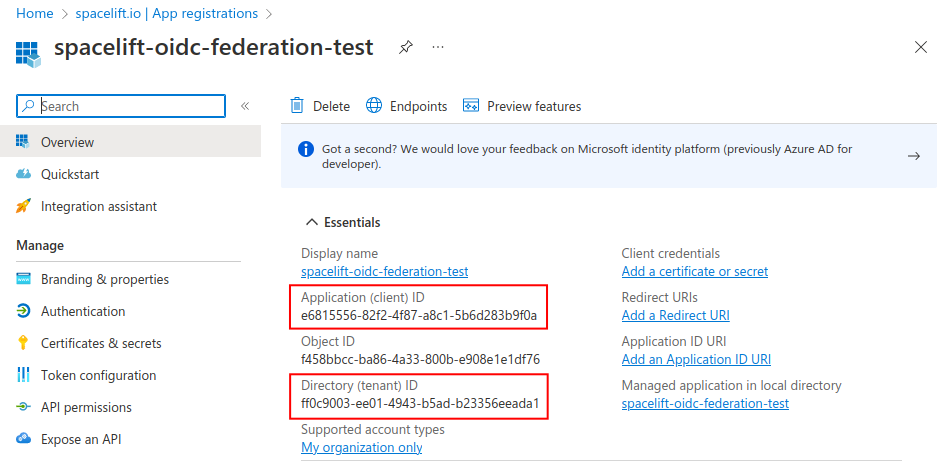 Home > spacelift.io | App registrations >
spacelift-oidc-federation-test
Search
«
Overview
Quickstart
Integration assistant
Manage
Branding & properties
Authentication
Certificates & secrets
Token configuration
API permissions
Expose an API
Delete
Endpoints
Preview features
Got a second? We would love your feedback on Microsoft identity platform (previously Azure AD for
developer).
Essentials
Display name
spacelift-oidc-federation-test
Application (client) ID
e6815556-82f2-4f87-a8c1-5b6d283b9f0a
Object ID
f458bbcc-ba86-4a33-800b-e908e1e1df76
Directory (tenant) ID
ff0c9003-ee01-4943-b5ad-b23356eeada1
Supported account types
My organization only
Client credentials
Add a certificate or secret
Redirect URIs
Add a Redirect URI
Application ID URI
Add an Application ID URI
Managed application in local directory
spacelift-oidc-federation-test